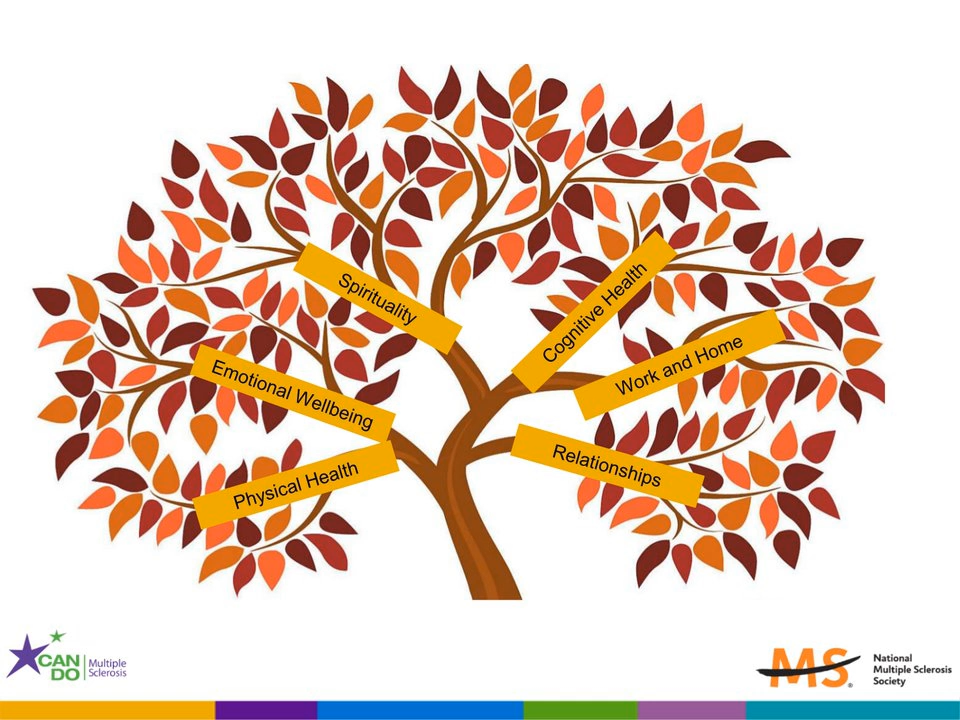 Spirituality
Cognitive Health
Emotional Wellbeing
Work and Home
Physical Health
Relationships
CAN
DO
Multiple
Sclerosis
MS®
National
Multiple Sclerosis
Society